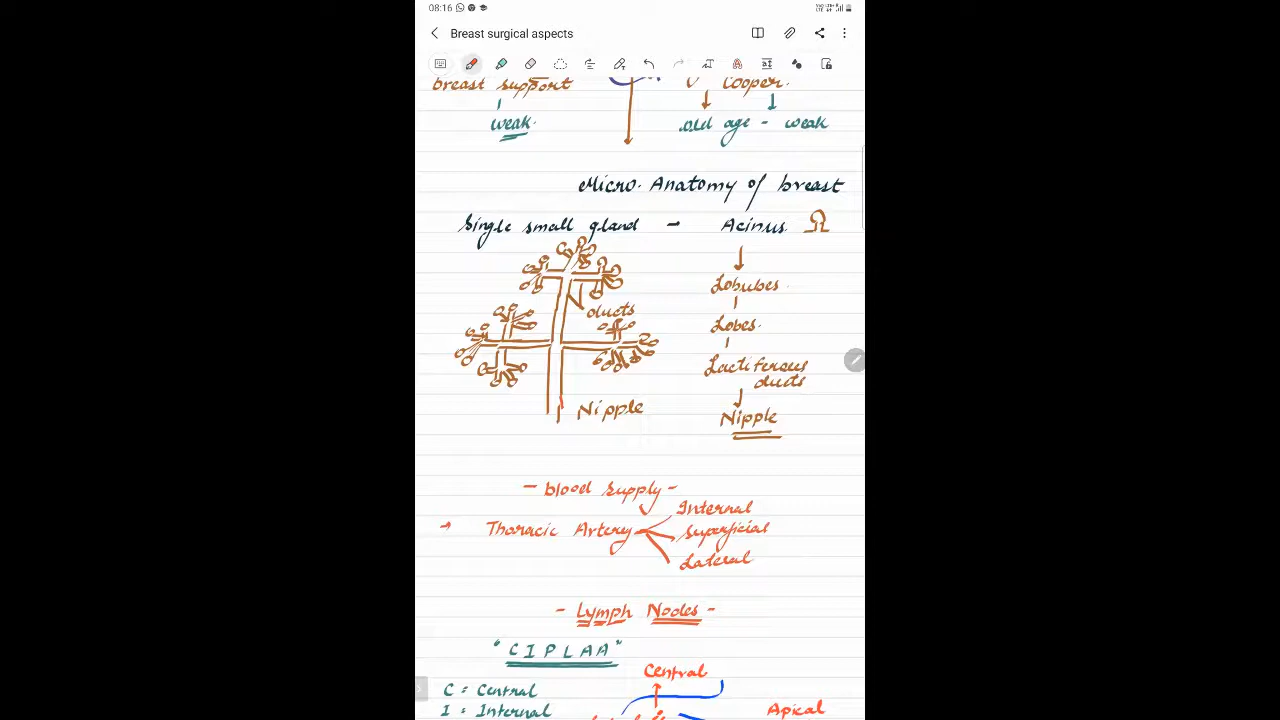 08:16
Breast surgical aspects
breast support
Cooper.
weak.
old age - weak
Micro. Anatomy of breast
Single small gland - Acinus.
Lobules.
ducts
Lobes.
Lactiferous
ducts
Nipple
Nipple
- blood supply -
Internal
→ Thoracic Artery
superficial
Lateral
- Lymph Nodes -
"CIPLAA"
Central
C = Central
I = Internal
Apical